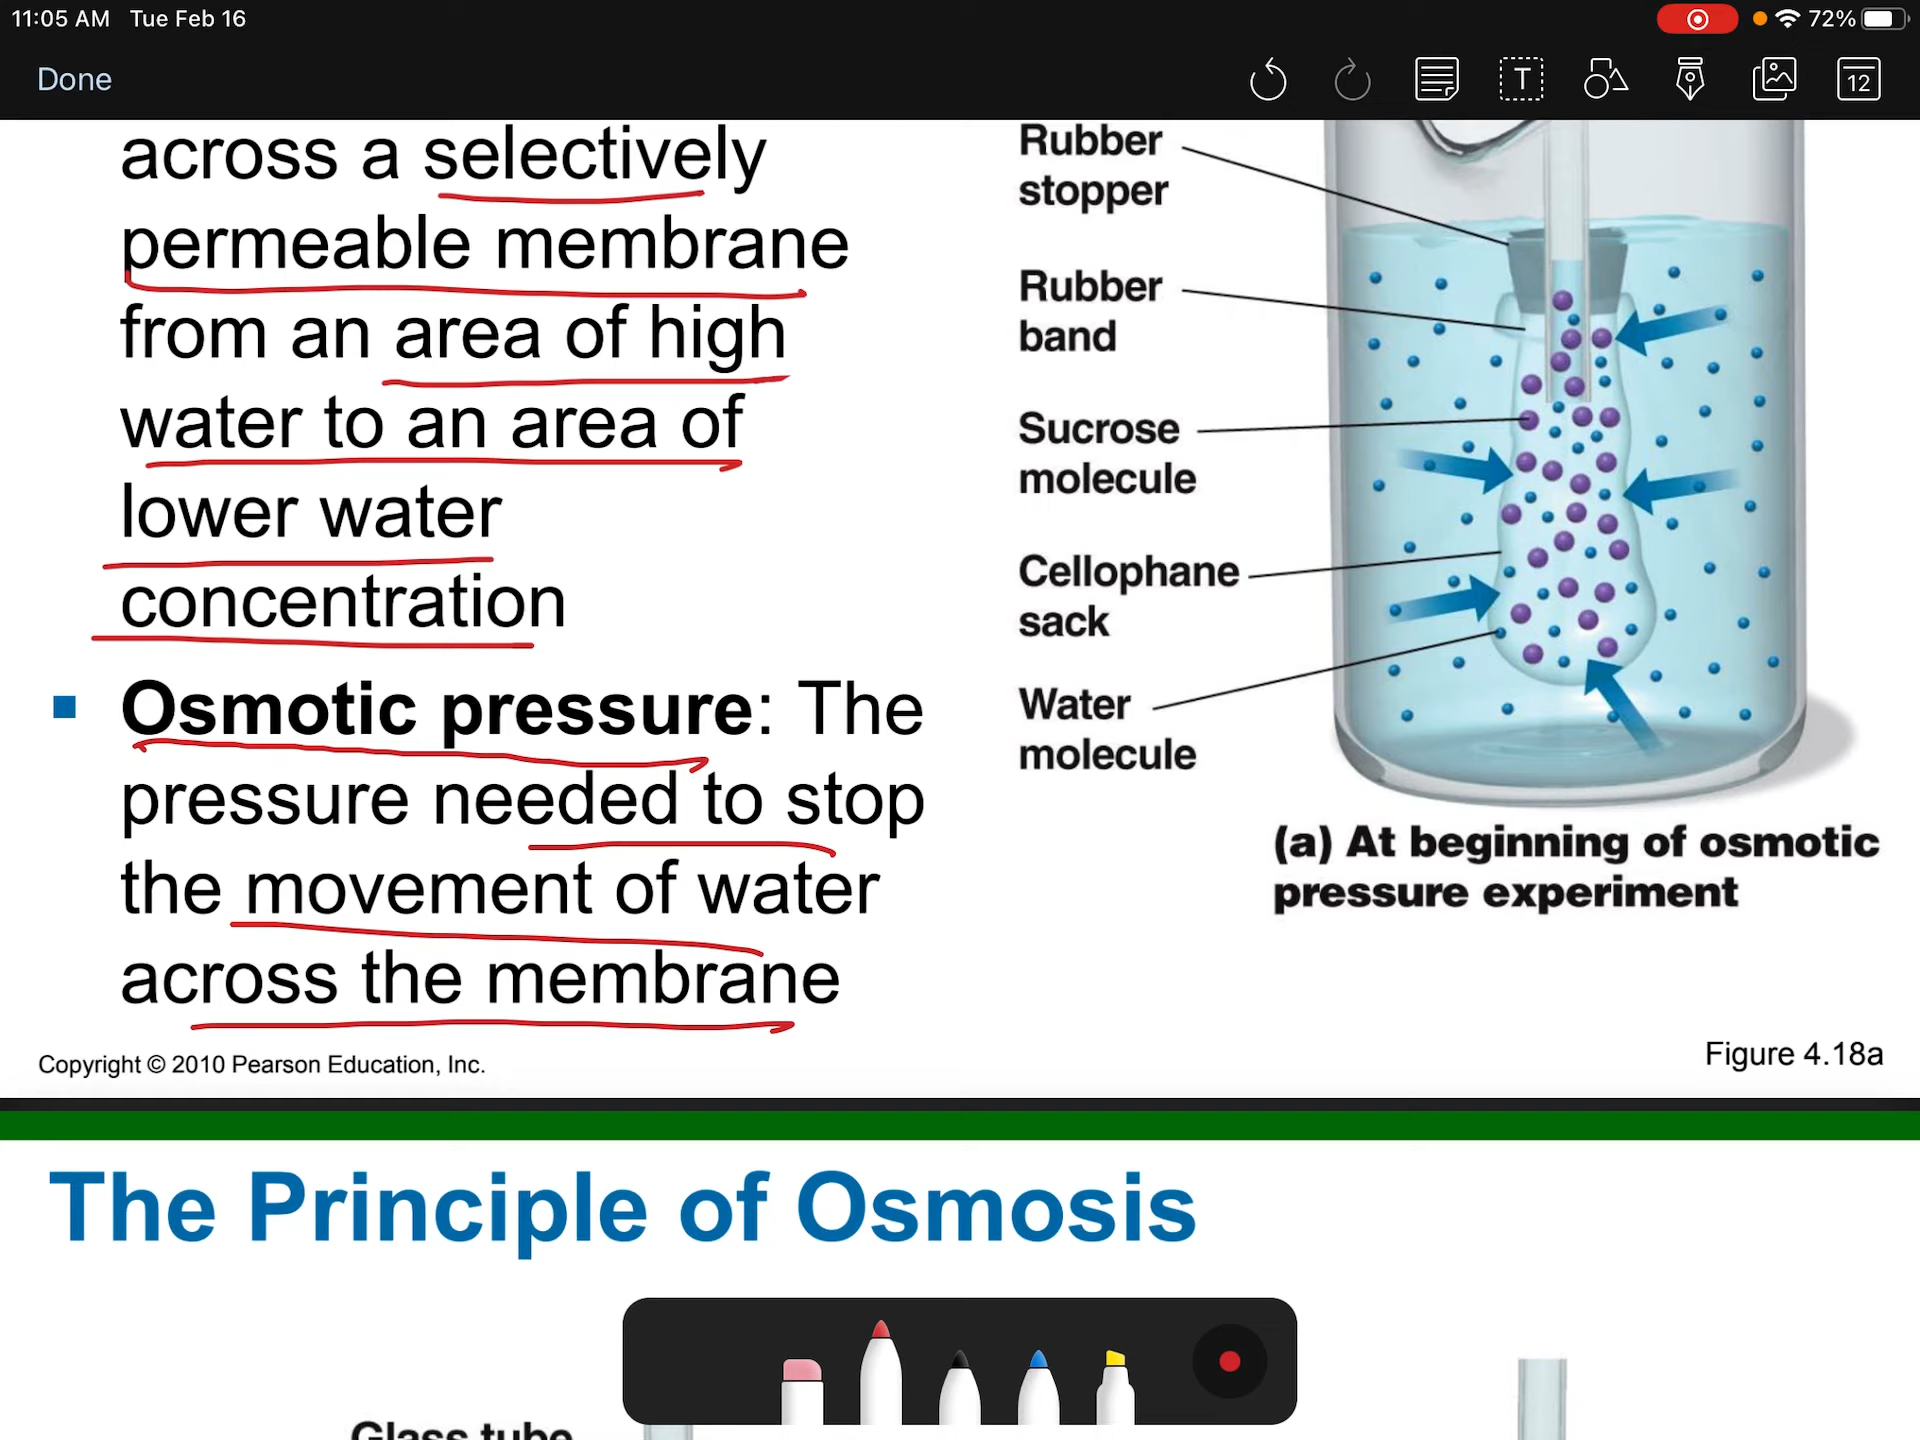 11:05 AM Tue Feb 16
72%
Done
T
12
across a selectively
permeable membrane
from an area of high
water to an area of
lower water
concentration
Osmotic pressure: The
pressure needed to stop
the movement of water
across the membrane
Rubber
stopper
Rubber
band
Sucrose
molecule
Cellophane
sack
Water
molecule
(a) At beginning of osmotic
pressure experiment
Copyright © 2010 Pearson Education, Inc.
Figure 4.18a
The Principle of Osmosis
Glass tube